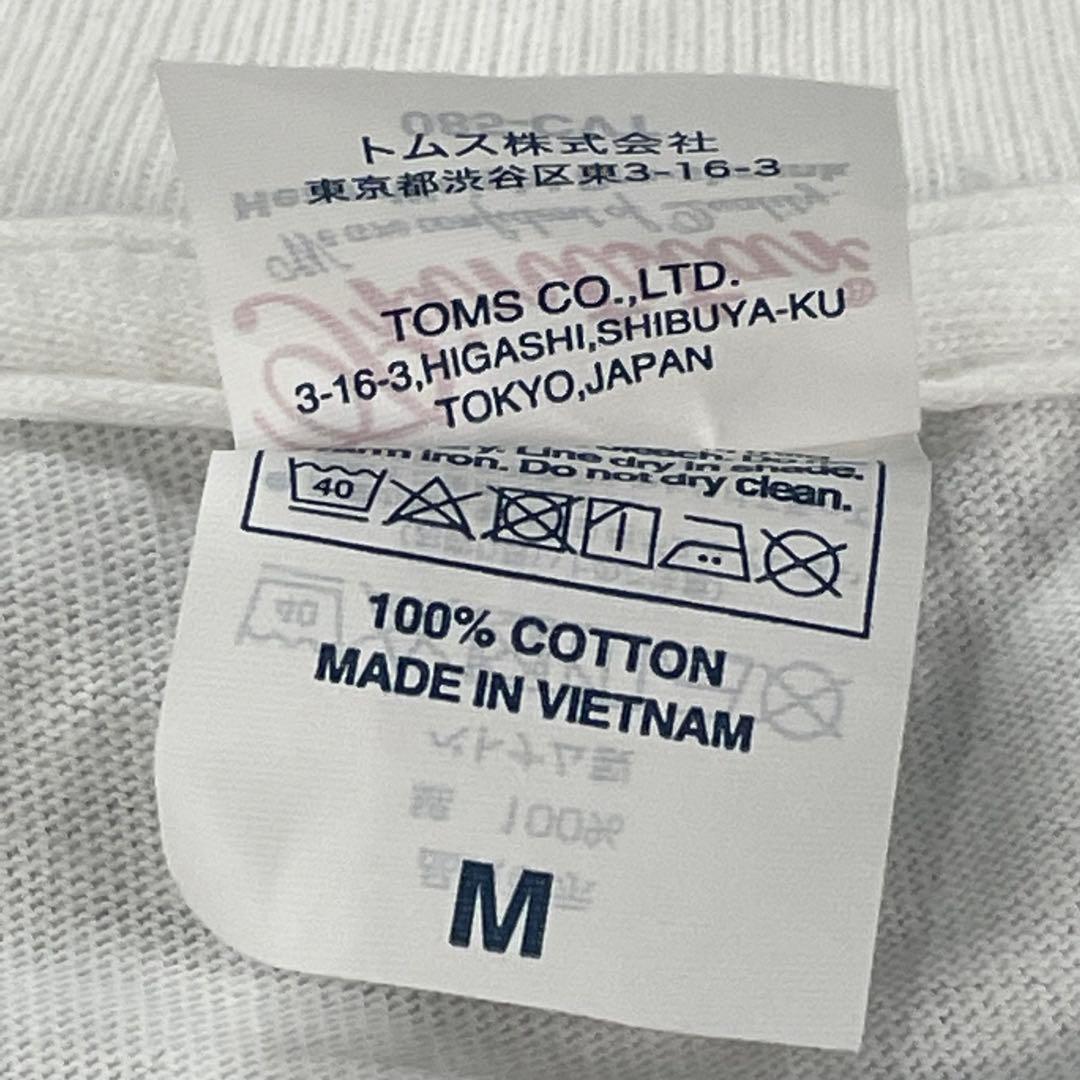 トムス株式会社
東京都渋谷区東3-16-3
TOMS CO.,LTD.
3-16-3,HIGASHI,SHIBUYA-KU
TOKYO,JAPAN
Line dry in shade.
iron. Do not dry clean.
40
100% COTTON
MADE IN VIETNAM
M